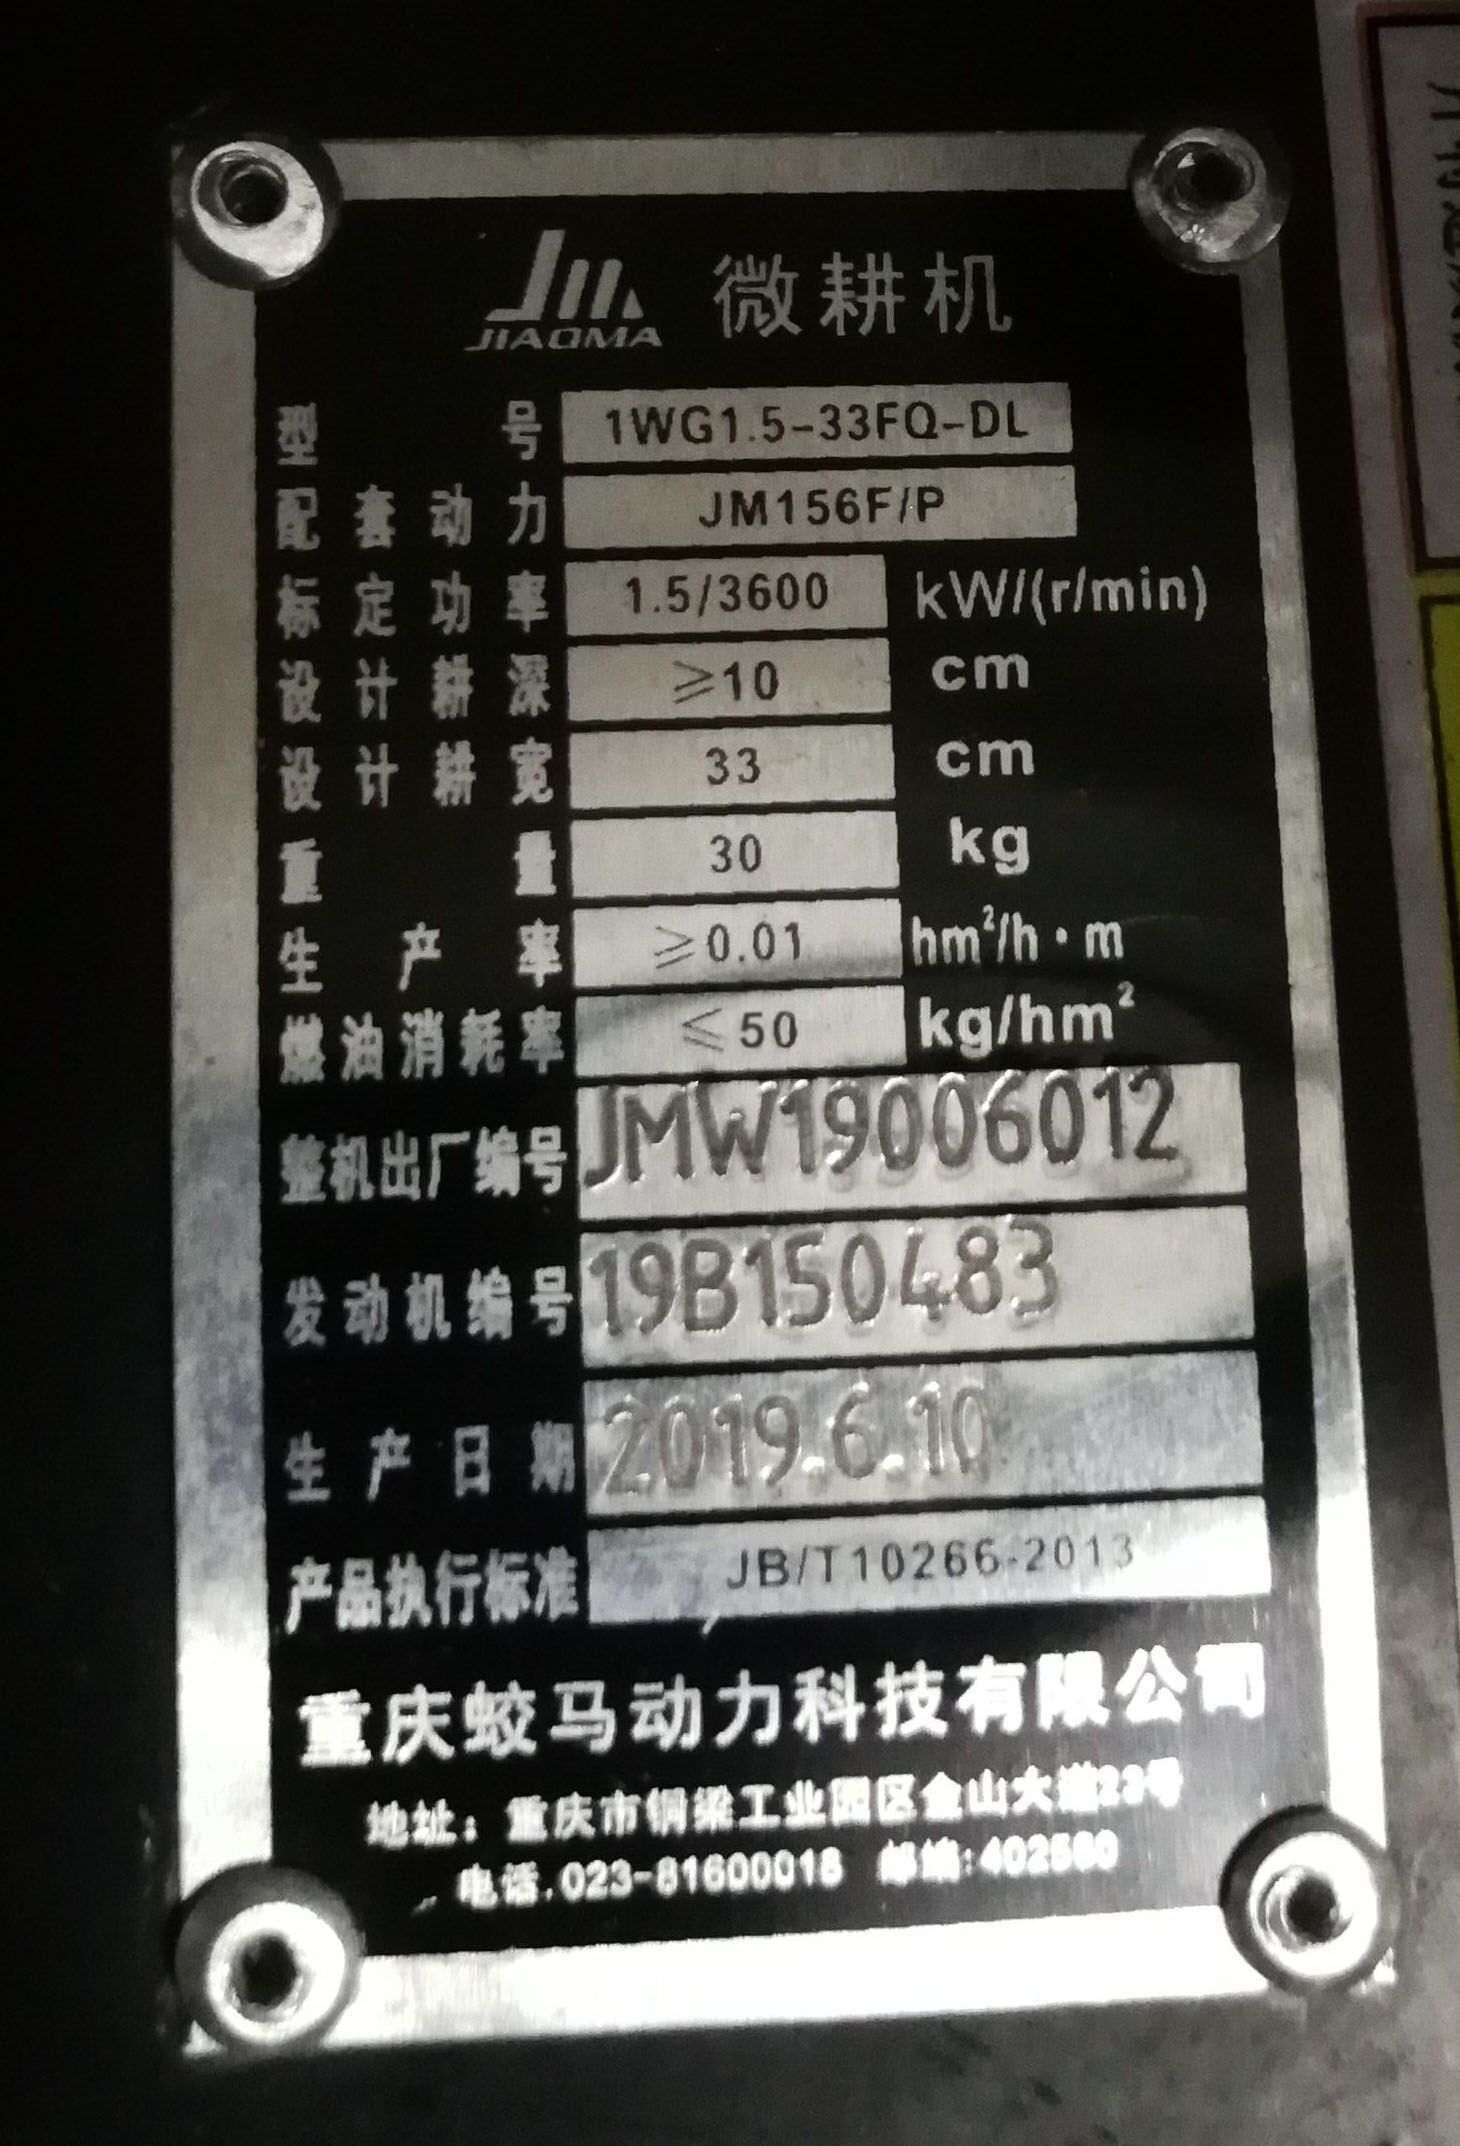 JIAOMA 微耕机
型号 1WG1.5-33FQ-DL
配套动力 JM156F/P
标定功率 1.5/3600 kW/(r/min)
设计耕深 ≥10 cm
设计耕宽 33 cm
重量 30 kg
生产率 ≥0.01 hm²/h·m
燃油消耗率 ≤50 kg/hm²
整机出厂编号 JMW19006012
发动机编号 19B150483
生产日期 2019.6.10
产品执行标准 JB/T10266-2013
重庆蛟马动力科技有限公司
地址：重庆市铜梁工业园区金山大道23号
电话.023-81600018 邮编:402560